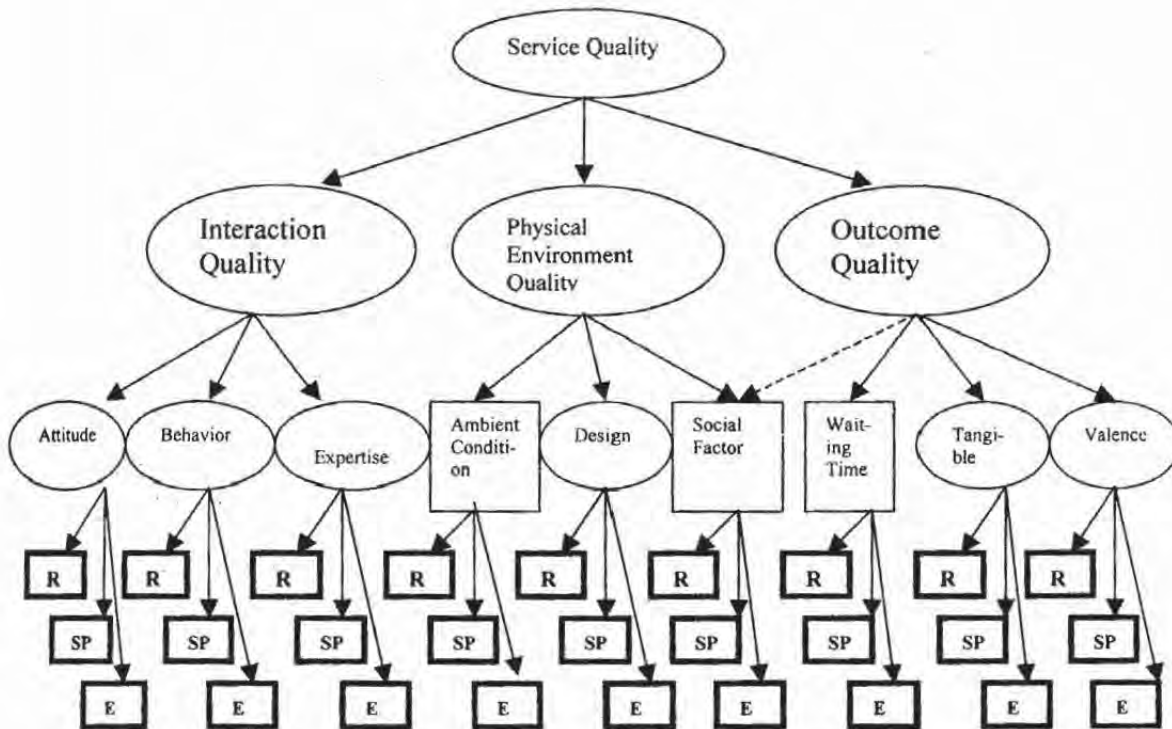 Service Quality
Interaction
Quality
Physical
Environment
Quality
Outcome
Quality
Attitude
Behavior
Expertise
Ambient
Conditi-
on
Design
Social
Factor
Wait-
ing
Time
Tangi-
ble
Valence
R R R R R R R R R
SP SP SP SP SP SP SP SP
E E E E E E E E E